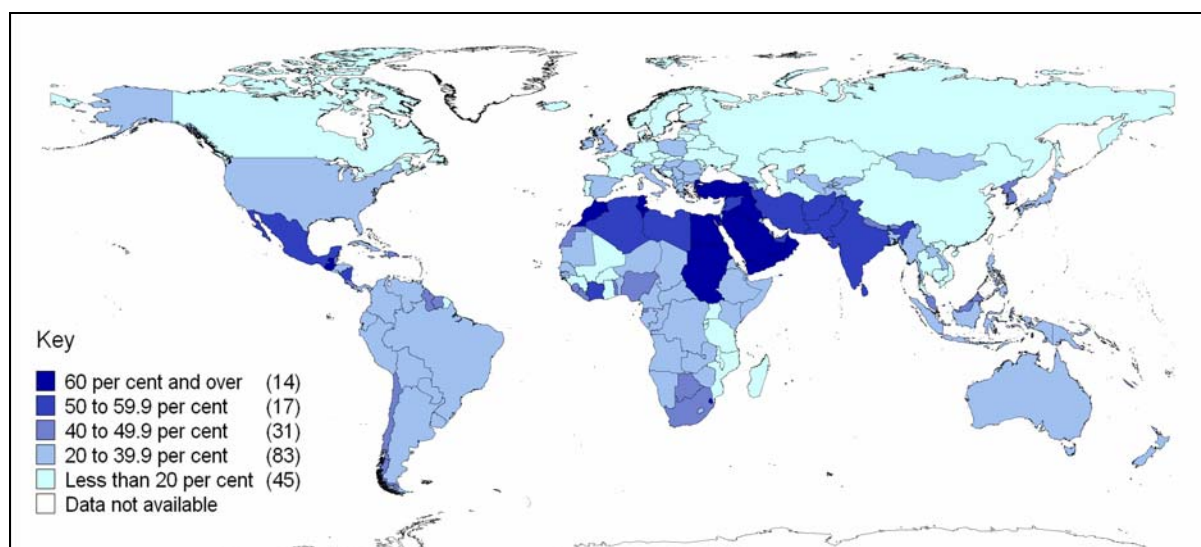 Key
60 per cent and over (14)
50 to 59.9 per cent (17)
40 to 49.9 per cent (31)
20 to 39.9 per cent (83)
Less than 20 per cent (45)
Data not available